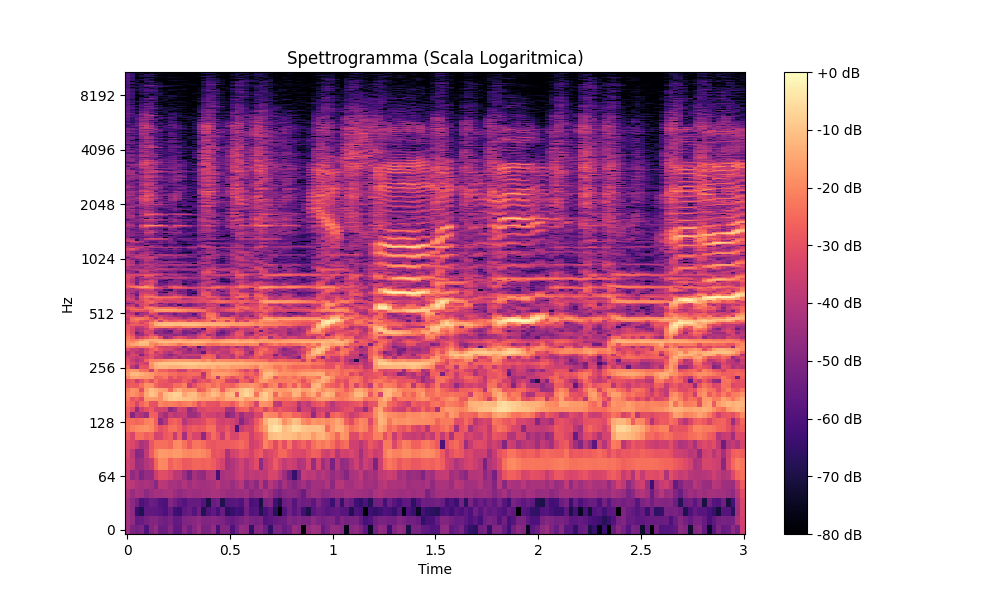 Spettrogramma (Scala Logaritmica)
Hz
8192
4096
2048
1024
512
256
128
64
0
0 0.5 1 1.5 2 2.5 3
Time
+0 dB
-10 dB
-20 dB
-30 dB
-40 dB
-50 dB
-60 dB
-70 dB
-80 dB